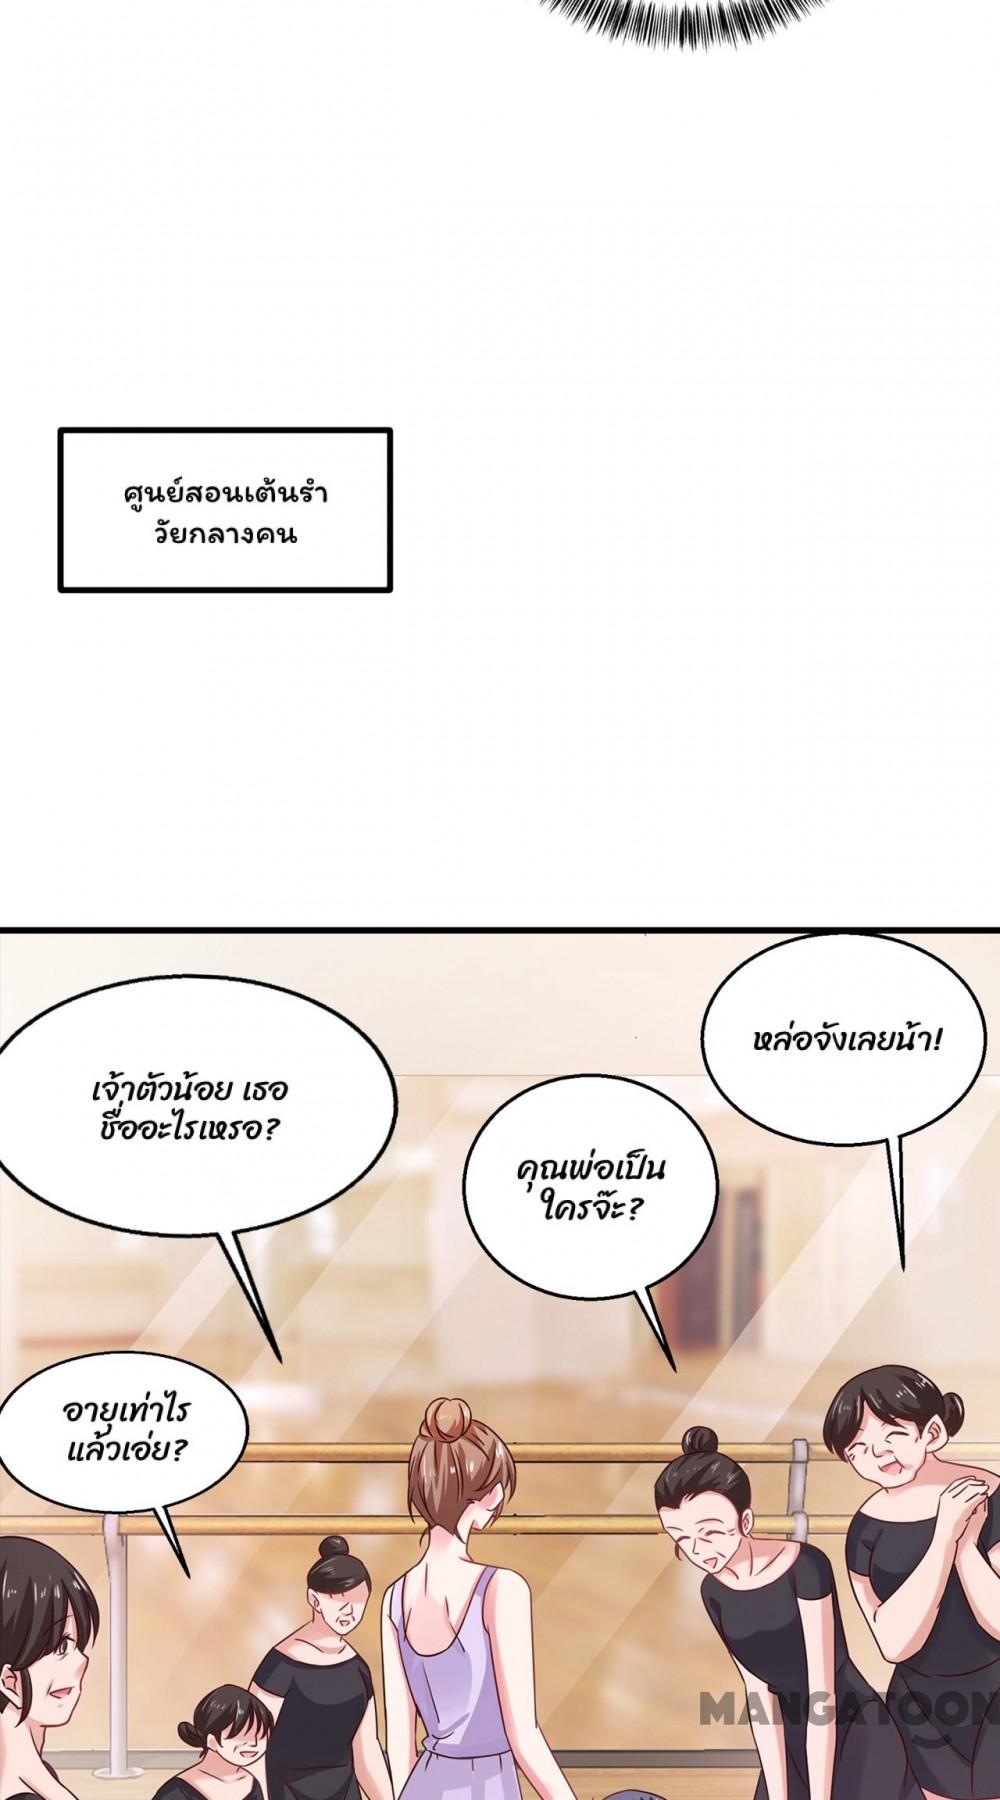 ศูนย์สอนเต้นรำ
วัยกลางคน
หล่อจังเลยน้า!
เจ้าตัวน้อย เธอ
ชื่ออะไรเหรอ?
คุณพ่อเป็น
ใครจ๊ะ?
อายุเท่าไร
แล้วเอ่ย?
MANGATOON